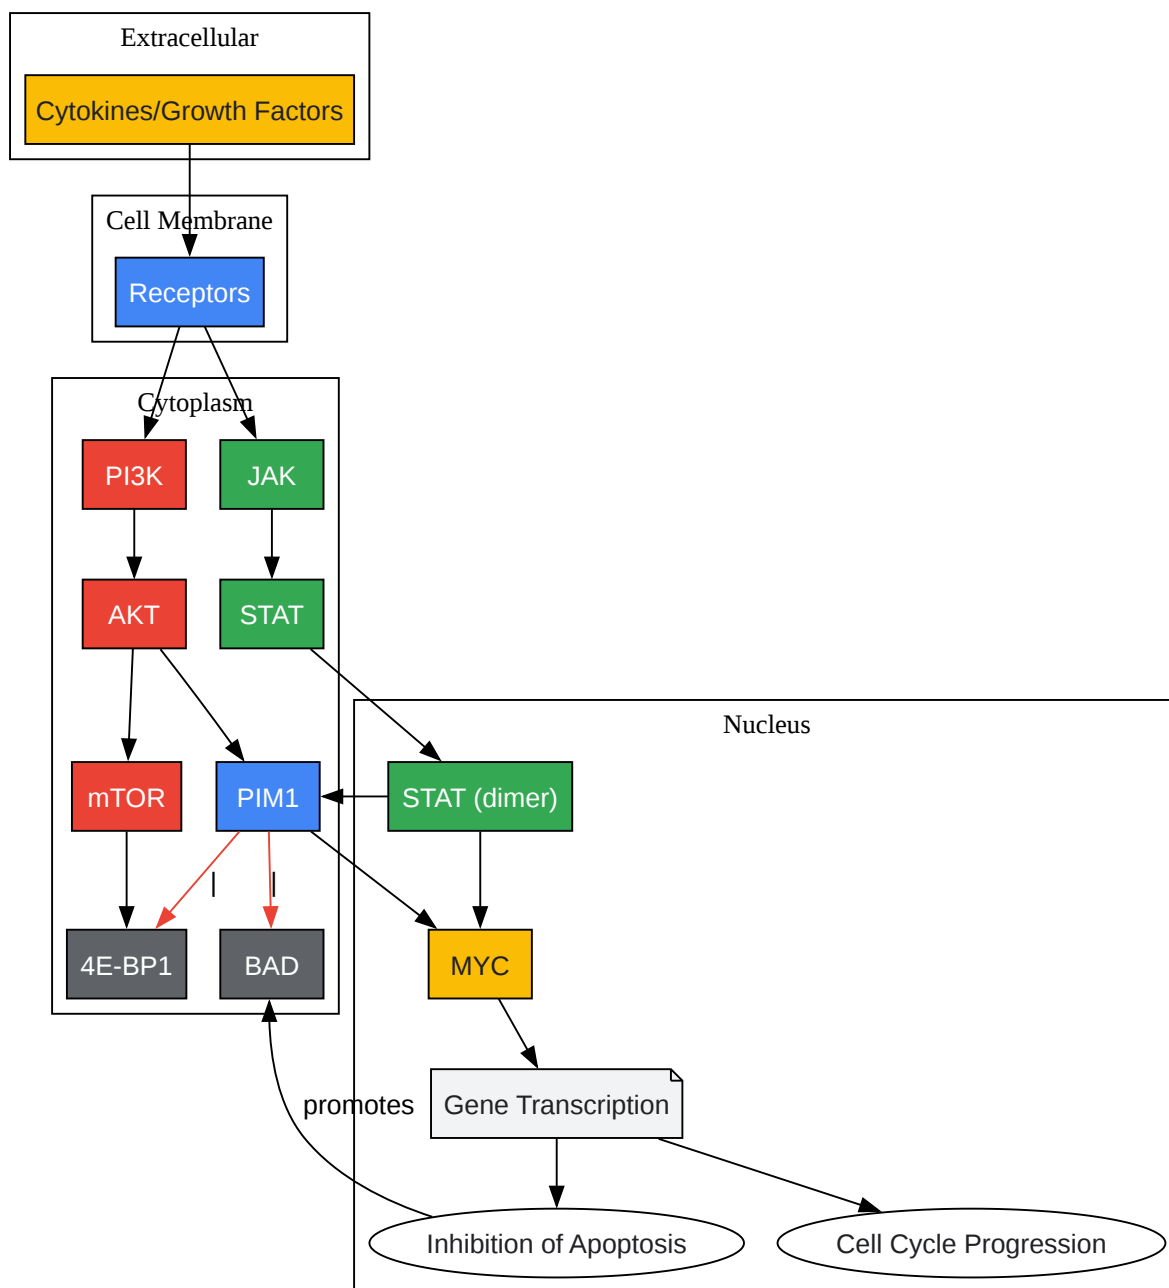 Extracellular
Cytokines/Growth Factors
Cell Membrane
Receptors
Cytoplasm
PI3K
JAK
AKT
STAT
Nucleus
mTOR
PIM1
STAT (dimer)
|
|
4E-BP1
BAD
MYC
promotes
Gene Transcription
Inhibition of Apoptosis
Cell Cycle Progression